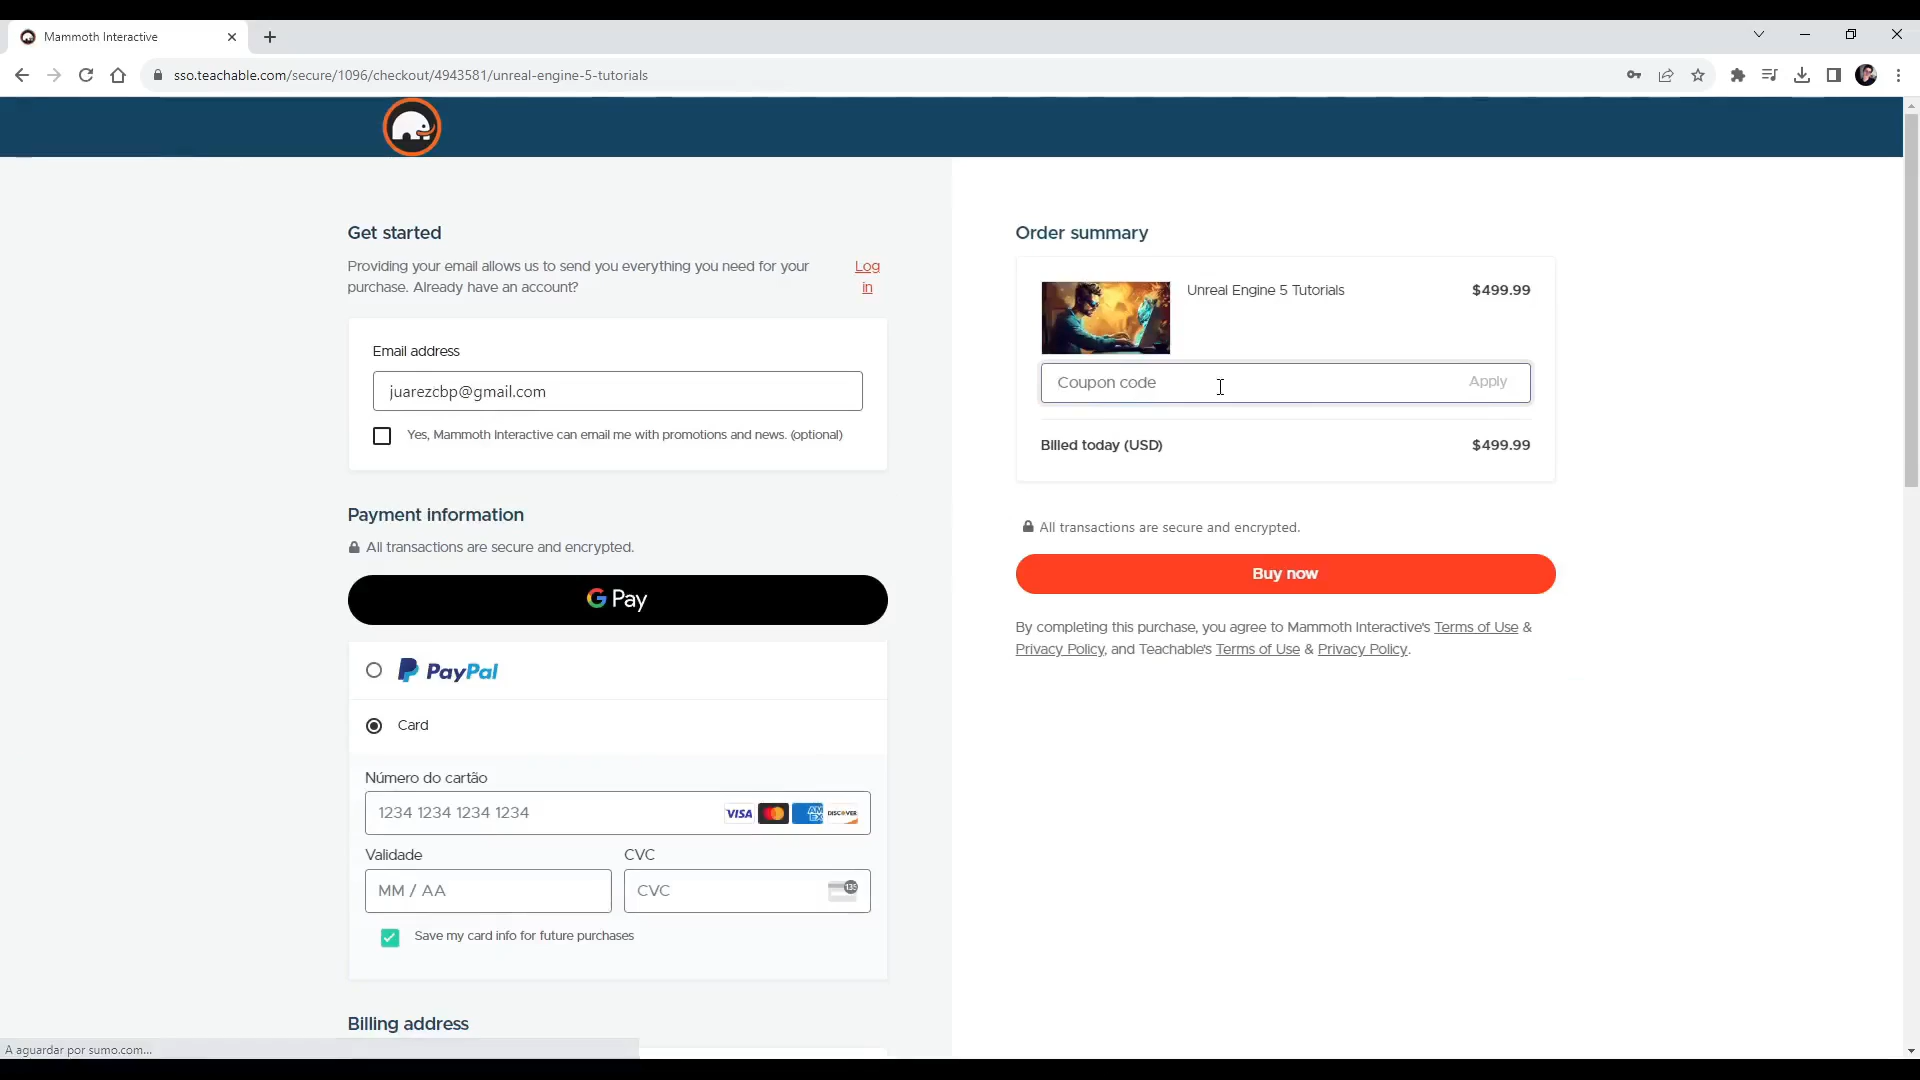 Mammoth Interactive
sso.teachable.com/secure/1096/checkout/4943581/unreal-engine-5-tutorials
Get started
Providing your email allows us to send you everything you need for your
purchase. Already have an account?
Log
in
Email address
juarezcbp@gmail.com
Yes, Mammoth Interactive can email me with promotions and news. (optional)
Payment information
All transactions are secure and encrypted.
G Pay
PayPal
Card
Número do cartão
1234 1234 1234 1234
VISA
AM
EX
DISCOVER
Validade
CVC
MM / AA
CVC
135
Save my card info for future purchases
Billing address
Order summary
Unreal Engine 5 Tutorials
$499.99
Coupon code
Apply
Billed today (USD)
$499.99
All transactions are secure and encrypted.
Buy now
By completing this purchase, you agree to Mammoth Interactive's Terms of Use &
Privacy Policy, and Teachable's Terms of Use & Privacy Policy.
A aguardar por sumo.com...